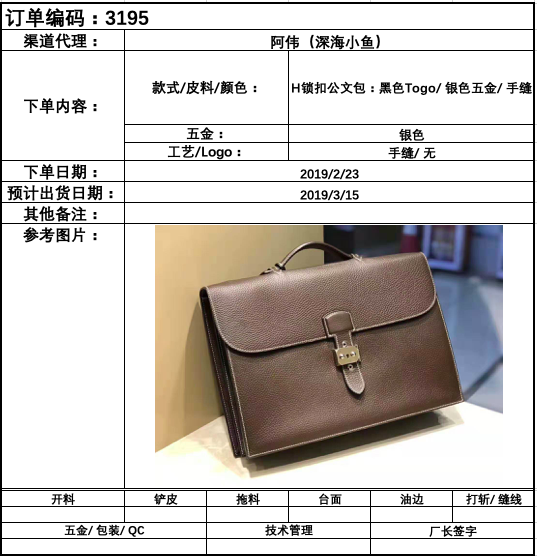 订单编码：3195
渠道代理： 阿伟（深海小鱼）
下单内容： 款式/皮料/颜色： H锁扣公文包：黑色Togo/ 银色五金/ 手缝
五金： 银色
工艺/Logo： 手缝/ 无
下单日期： 2019/2/23
预计出货日期： 2019/3/15
其他备注：
参考图片：
开料 铲皮 拖料 台面 油边 打斩/ 缝线
五金/ 包装/ QC 技术管理 厂长签字